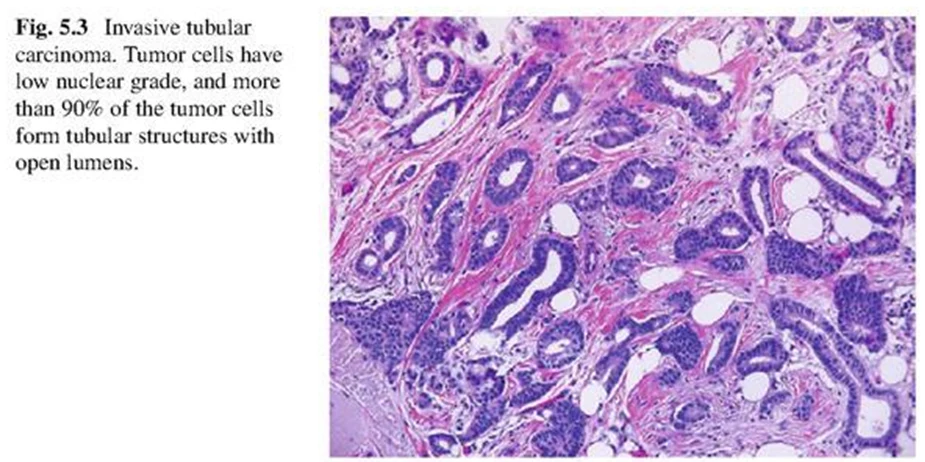 Fig. 5.3 Invasive tubular
carcinoma. Tumor cells have
low nuclear grade, and more
than 90% of the tumor cells
form tubular structures with
open lumens.